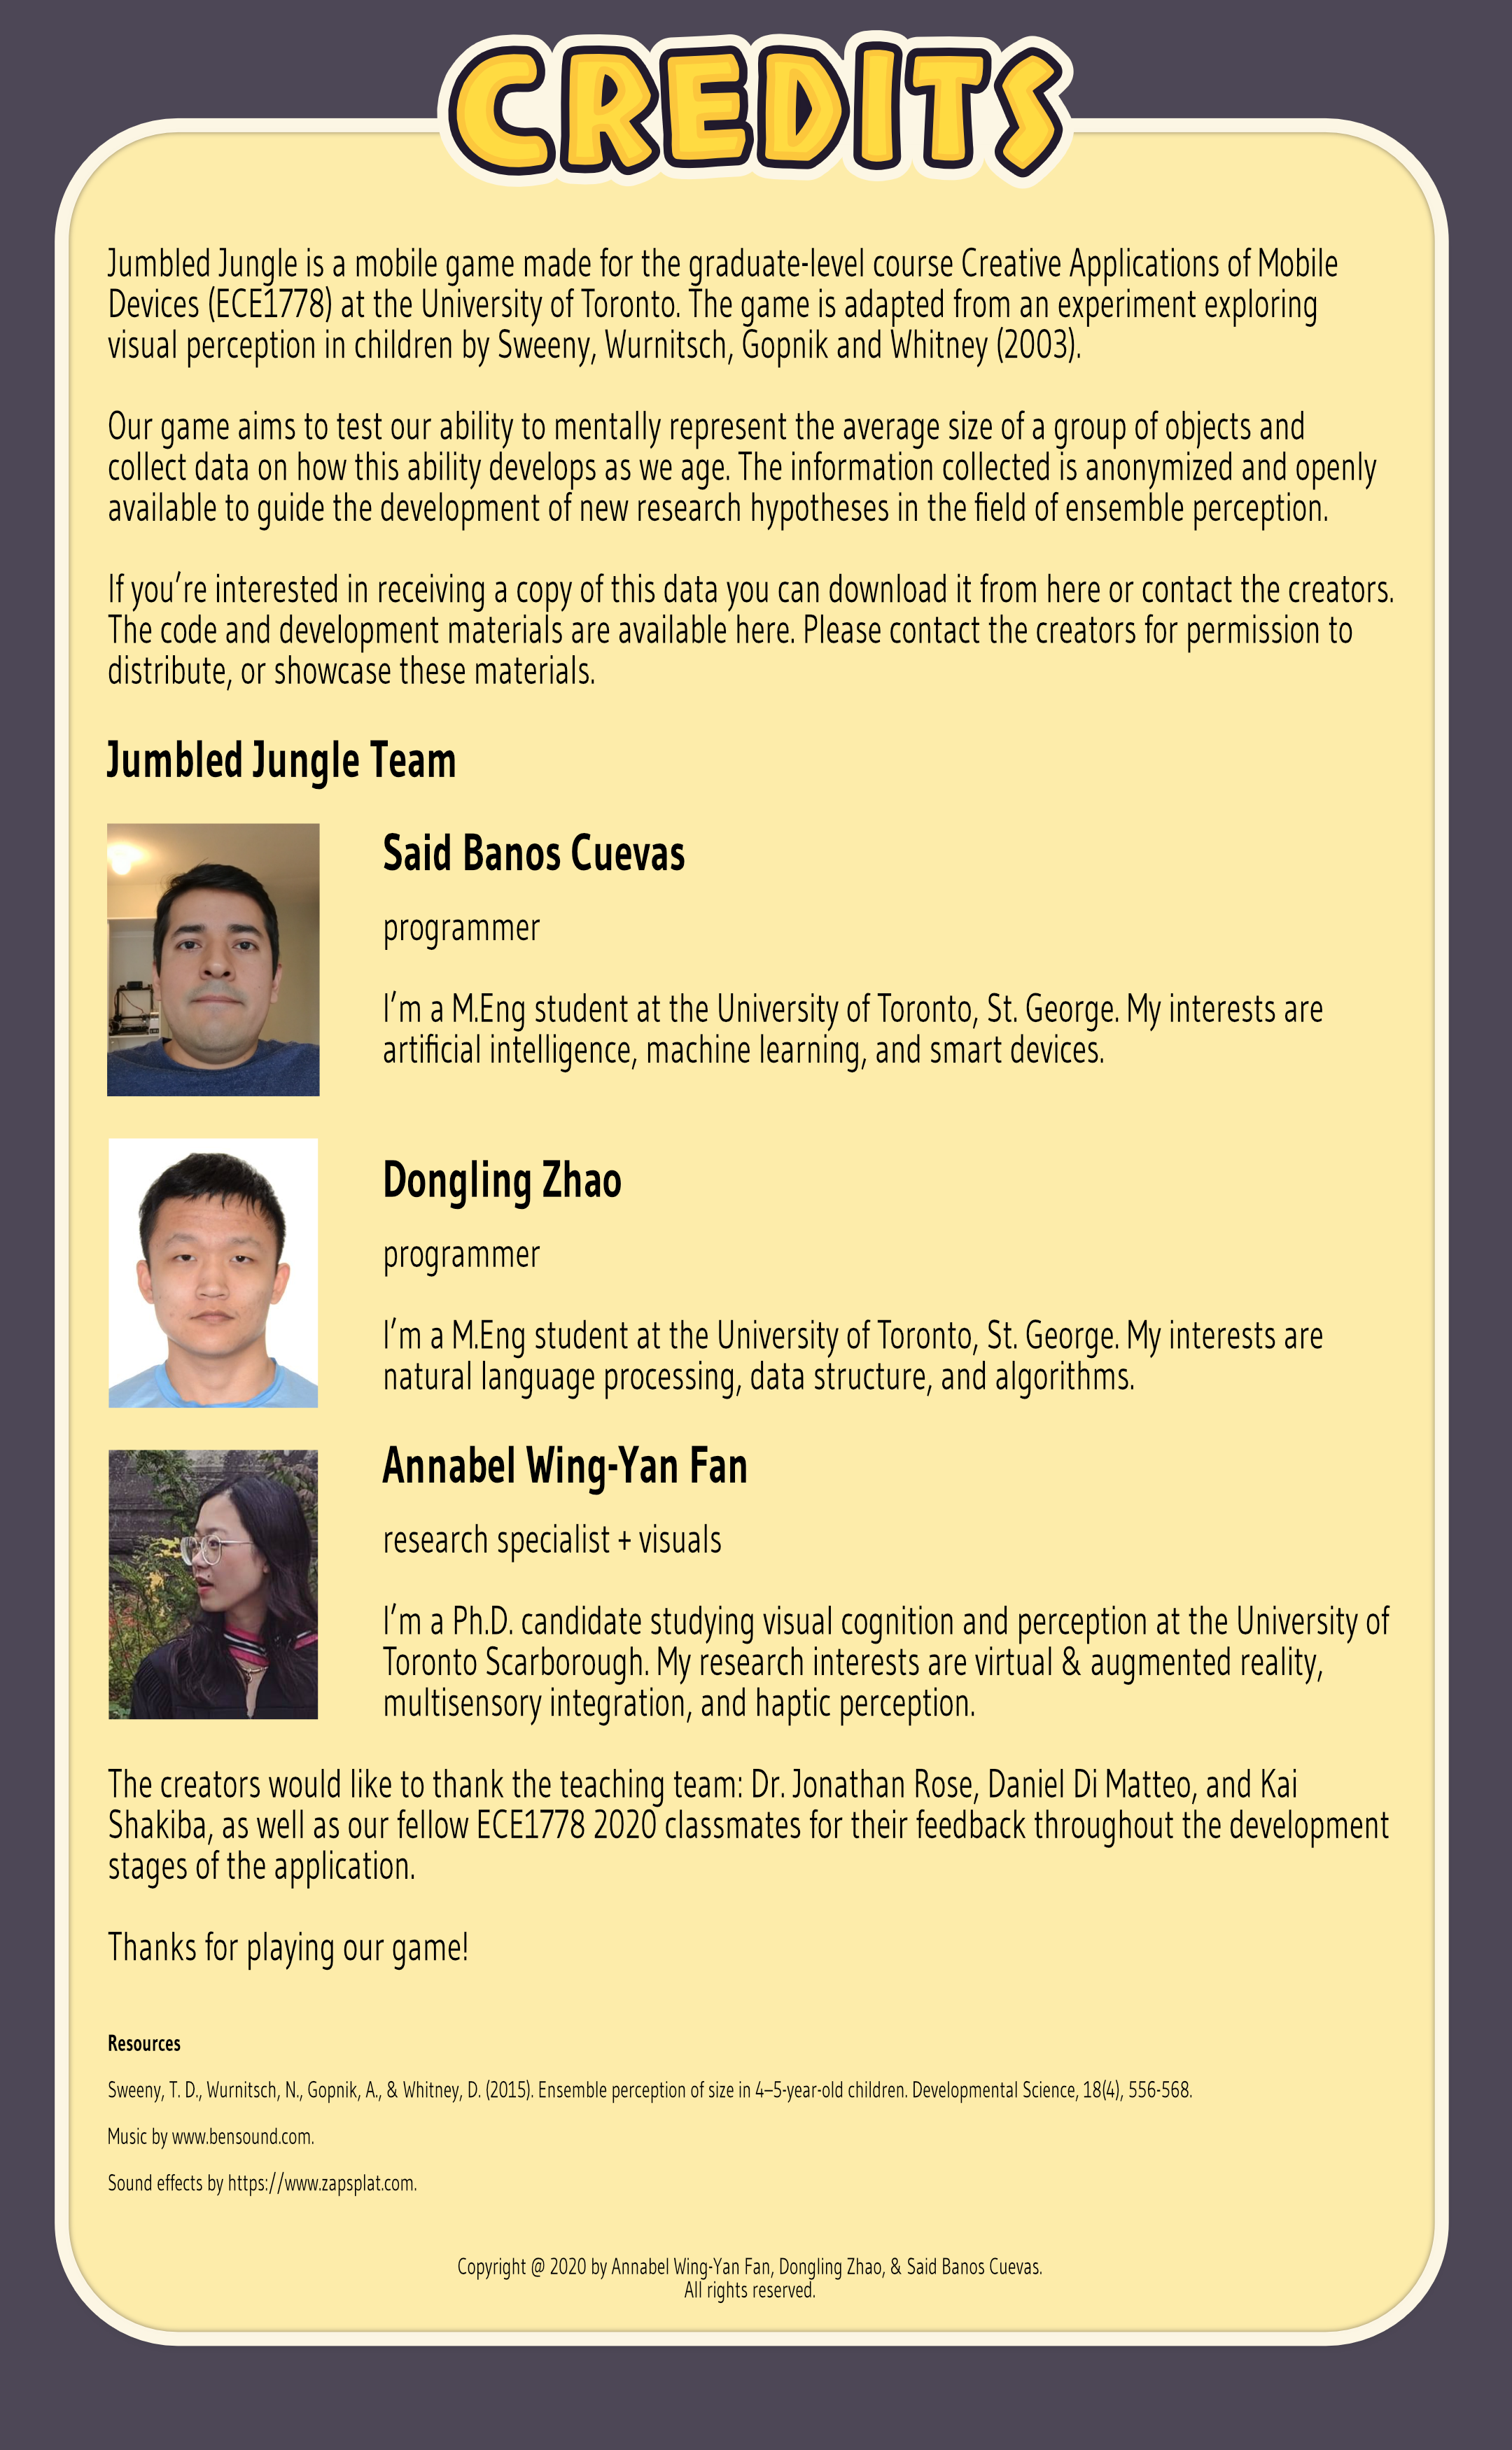 CREDITS
Jumbled Jungle is a mobile game made for the graduate-level course Creative Applications of Mobile
Devices (ECE1778) at the University of Toronto. The game is adapted from an experiment exploring
visual perception in children by Sweeny, Wurnitsch, Gopnik and Whitney (2003).
Our game aims to test our ability to mentally represent the average size of a group of objects and
collect data on how this ability develops as we age. The information collected is anonymized and openly
available to guide the development of new research hypotheses in the field of ensemble perception.
If you’re interested in receiving a copy of this data you can download it from here or contact the creators.
The code and development materials are available here. Please contact the creators for permission to
distribute, or showcase these materials.
Jumbled Jungle Team
Said Banos Cuevas
programmer
I’m a M.Eng student at the University of Toronto, St. George. My interests are
artificial intelligence, machine learning, and smart devices.
Dongling Zhao
programmer
I’m a M.Eng student at the University of Toronto, St. George. My interests are
natural language processing, data structure, and algorithms.
Annabel Wing-Yan Fan
research specialist + visuals
I’m a Ph.D. candidate studying visual cognition and perception at the University of
Toronto Scarborough. My research interests are virtual & augmented reality,
multisensory integration, and haptic perception.
The creators would like to thank the teaching team: Dr. Jonathan Rose, Daniel Di Matteo, and Kai
Shakiba, as well as our fellow ECE1778 2020 classmates for their feedback throughout the development
stages of the application.
Thanks for playing our game!
Resources
Sweeny, T. D., Wurnitsch, N., Gopnik, A., & Whitney, D. (2015). Ensemble perception of size in 4–5-year-old children. Developmental Science, 18(4), 556-568.
Music by www.bensound.com.
Sound effects by https://www.zapsplat.com.
Copyright @ 2020 by Annabel Wing-Yan Fan, Dongling Zhao, & Said Banos Cuevas.
All rights reserved.